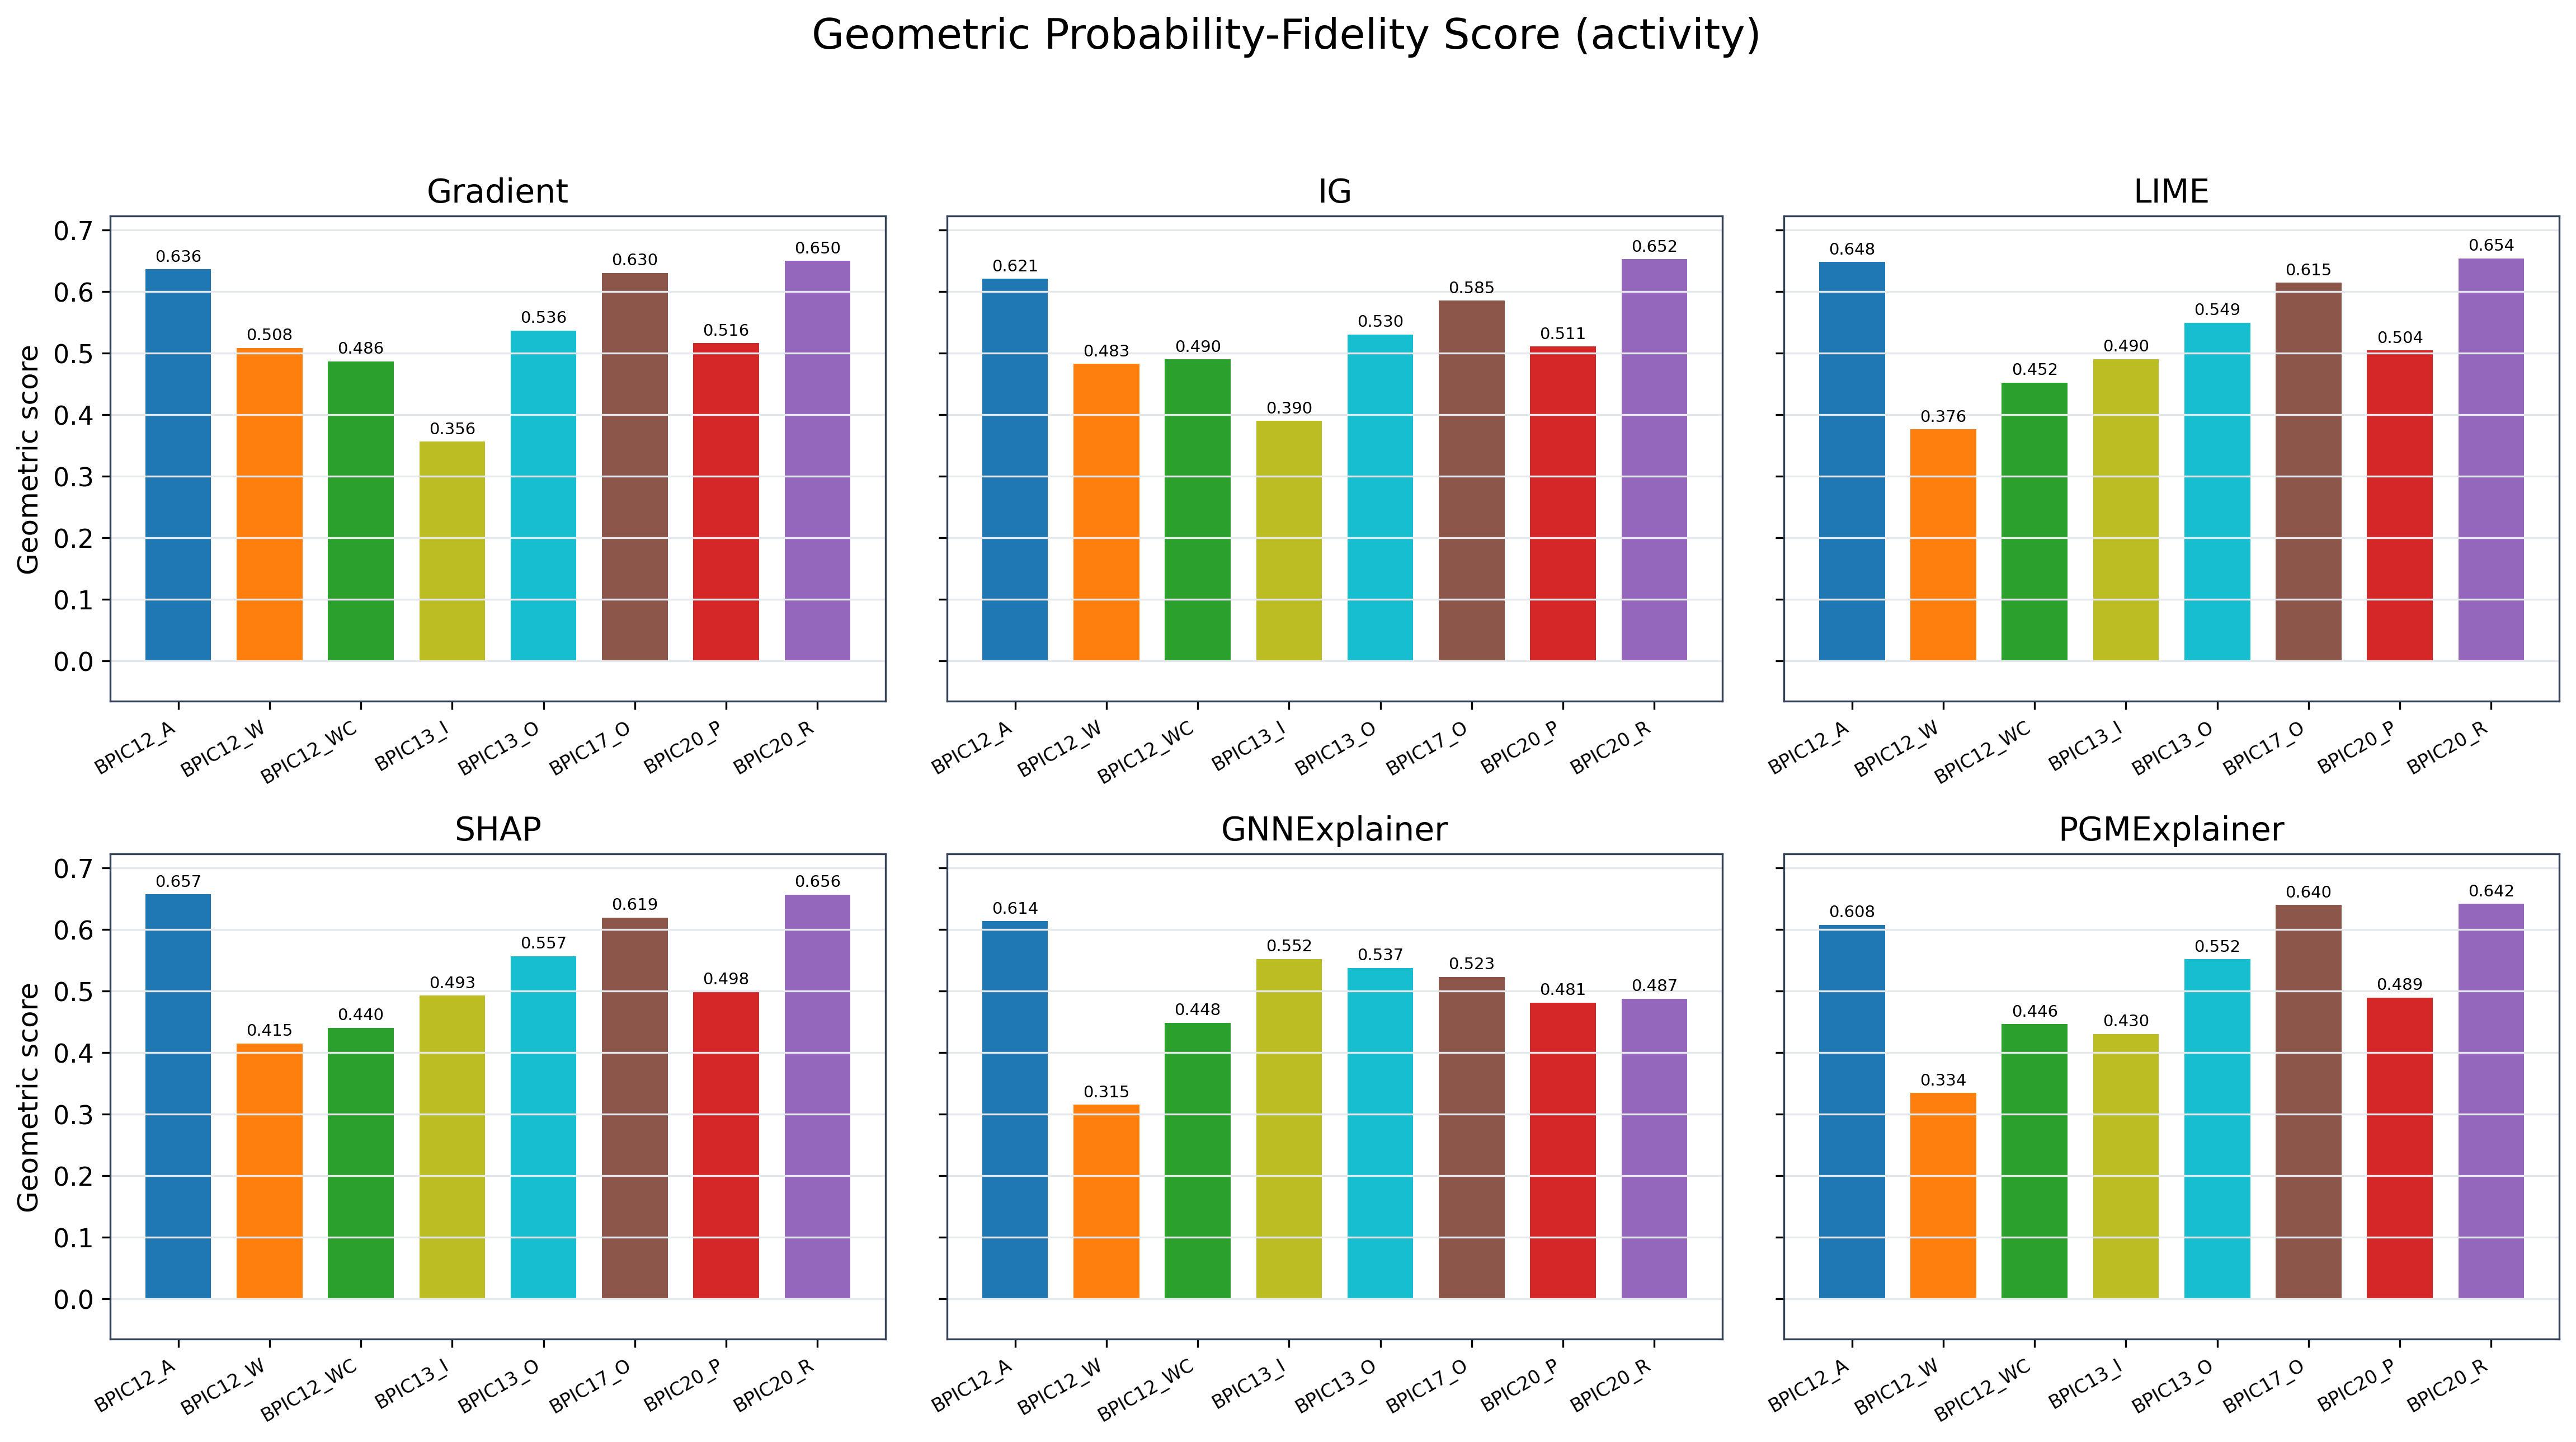 Geometric Probability-Fidelity Score (activity)
Gradient
IG
LIME
Geometric score
0.7
0.6
0.5
0.4
0.3
0.2
0.1
0.0
0.636
0.508
0.486
0.356
0.536
0.630
0.516
0.650
0.621
0.483
0.490
0.390
0.530
0.585
0.511
0.652
0.648
0.376
0.452
0.490
0.549
0.615
0.504
0.654
BPIC12_A
BPIC12_W
BPIC12_WC
BPIC13_I
BPIC13_O
BPIC17_O
BPIC20_P
BPIC20_R
BPIC12_A
BPIC12_W
BPIC12_WC
BPIC13_I
BPIC13_O
BPIC17_O
BPIC20_P
BPIC20_R
BPIC12_A
BPIC12_W
BPIC12_WC
BPIC13_I
BPIC13_O
BPIC17_O
BPIC20_P
BPIC20_R
SHAP
GNNExplainer
PGMExplainer
Geometric score
0.7
0.6
0.5
0.4
0.3
0.2
0.1
0.0
0.657
0.415
0.440
0.493
0.557
0.619
0.498
0.656
0.614
0.315
0.448
0.552
0.537
0.523
0.481
0.487
0.608
0.334
0.446
0.430
0.552
0.640
0.489
0.642
BPIC12_A
BPIC12_W
BPIC12_WC
BPIC13_I
BPIC13_O
BPIC17_O
BPIC20_P
BPIC20_R
BPIC12_A
BPIC12_W
BPIC12_WC
BPIC13_I
BPIC13_O
BPIC17_O
BPIC20_P
BPIC20_R
BPIC12_A
BPIC12_W
BPIC12_WC
BPIC13_I
BPIC13_O
BPIC17_O
BPIC20_P
BPIC20_R